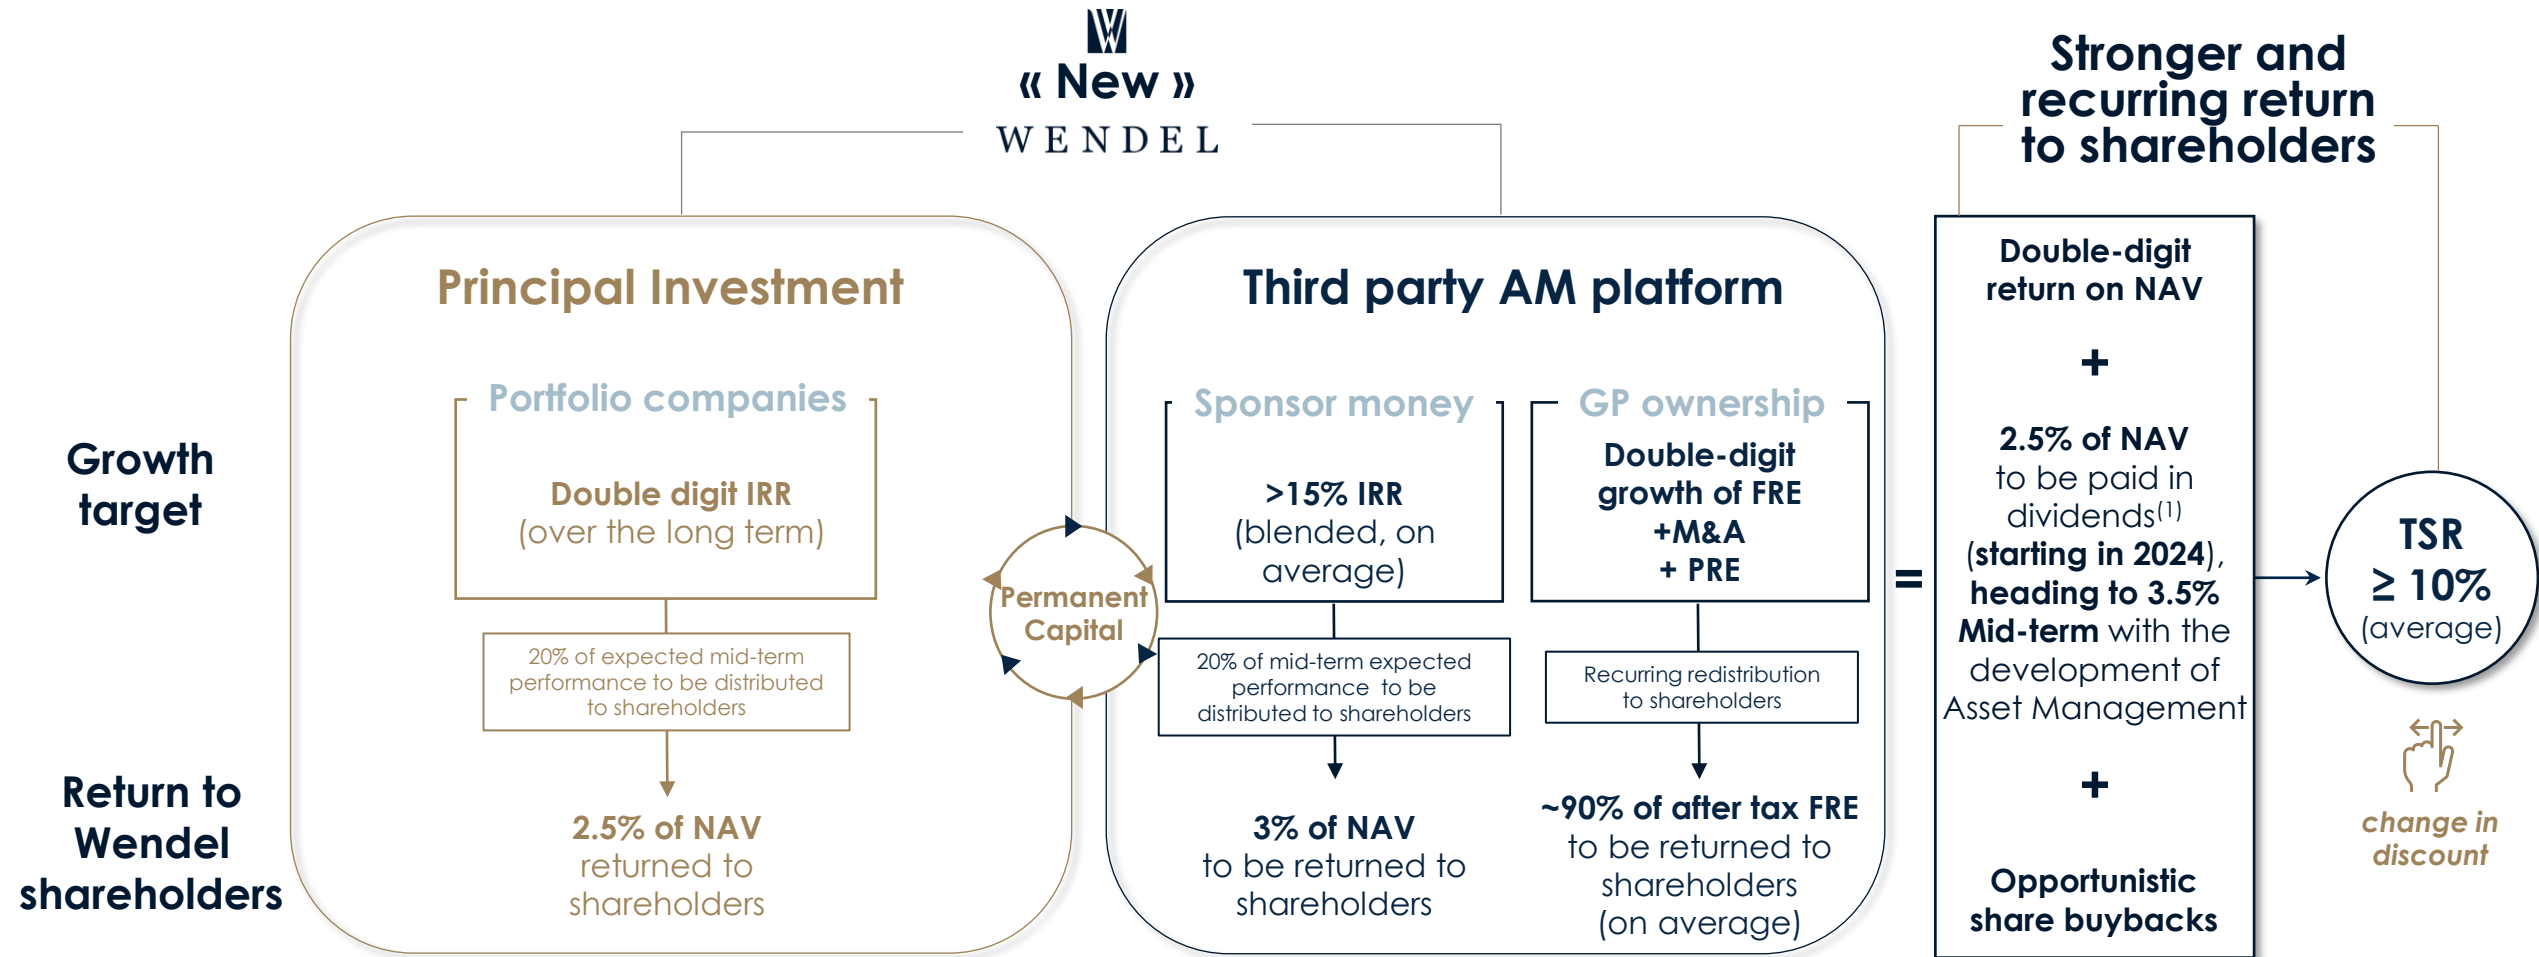 « New »
WENDEL
Stronger and
recurring return
to shareholders
Principal Investment
Third party AM platform
Growth
target
Portfolio companies
Double digit IRR
(over the long term)
20% of expected mid-term
performance to be distributed
to shareholders
Return to
Wendel
shareholders
2.5% of NAV
returned to
shareholders
Permanent
Capital
Sponsor money
>15% IRR
(blended, on
average)
20% of mid-term expected
performance to be
distributed to shareholders
3% of NAV
to be returned to
shareholders
GP ownership
Double-digit
growth of FRE
+M&A
+ PRE
Recurring redistribution
to shareholders
~90% of after tax FRE
to be returned to
shareholders
(on average)
=
Double-digit
return on NAV
+
2.5% of NAV
to be paid in
dividends(1)
(starting in 2024),
heading to 3.5%
Mid-term with the
development of
Asset Management
+
Opportunistic
share buybacks
TSR
≥ 10%
(average)
change in
discount